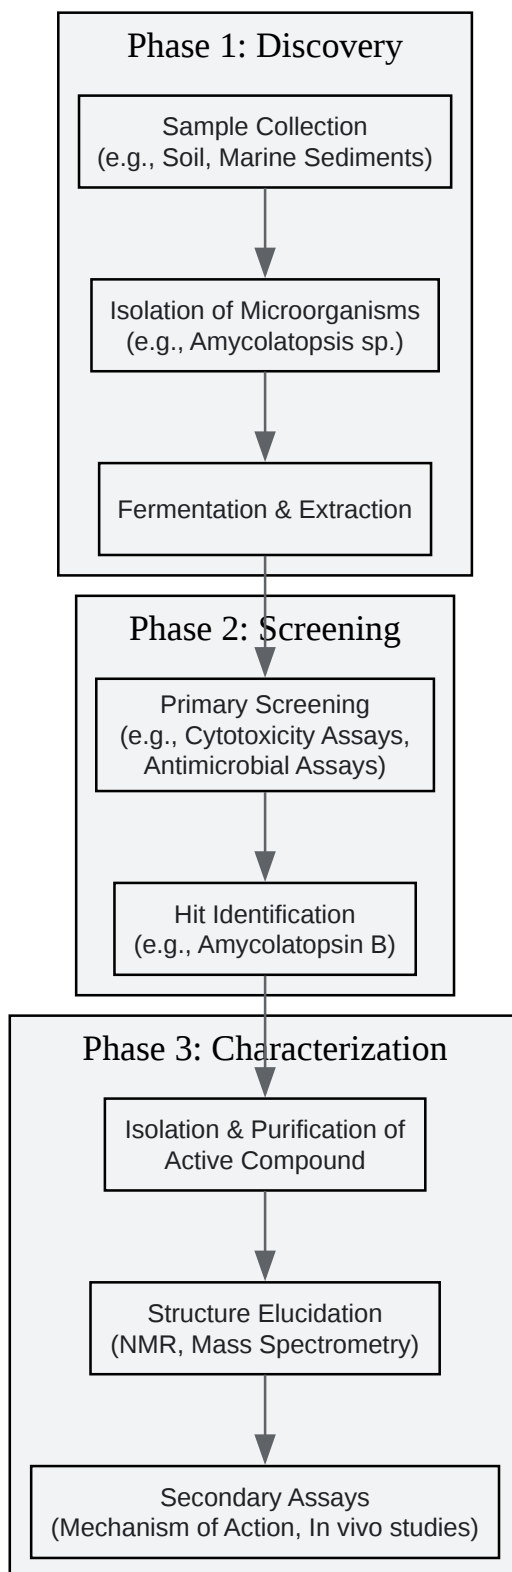 Phase 1: Discovery
Sample Collection
(e.g., Soil, Marine Sediments)
Isolation of Microorganisms
(e.g., Amycolatopsis sp.)
Fermentation & Extraction
Phase 2: Screening
Primary Screening
(e.g., Cytotoxicity Assays,
Antimicrobial Assays)
Hit Identification
(e.g., Amycolatopsin B)
Phase 3: Characterization
Isolation & Purification of
Active Compound
Structure Elucidation
(NMR, Mass Spectrometry)
Secondary Assays
(Mechanism of Action, In vivo studies)